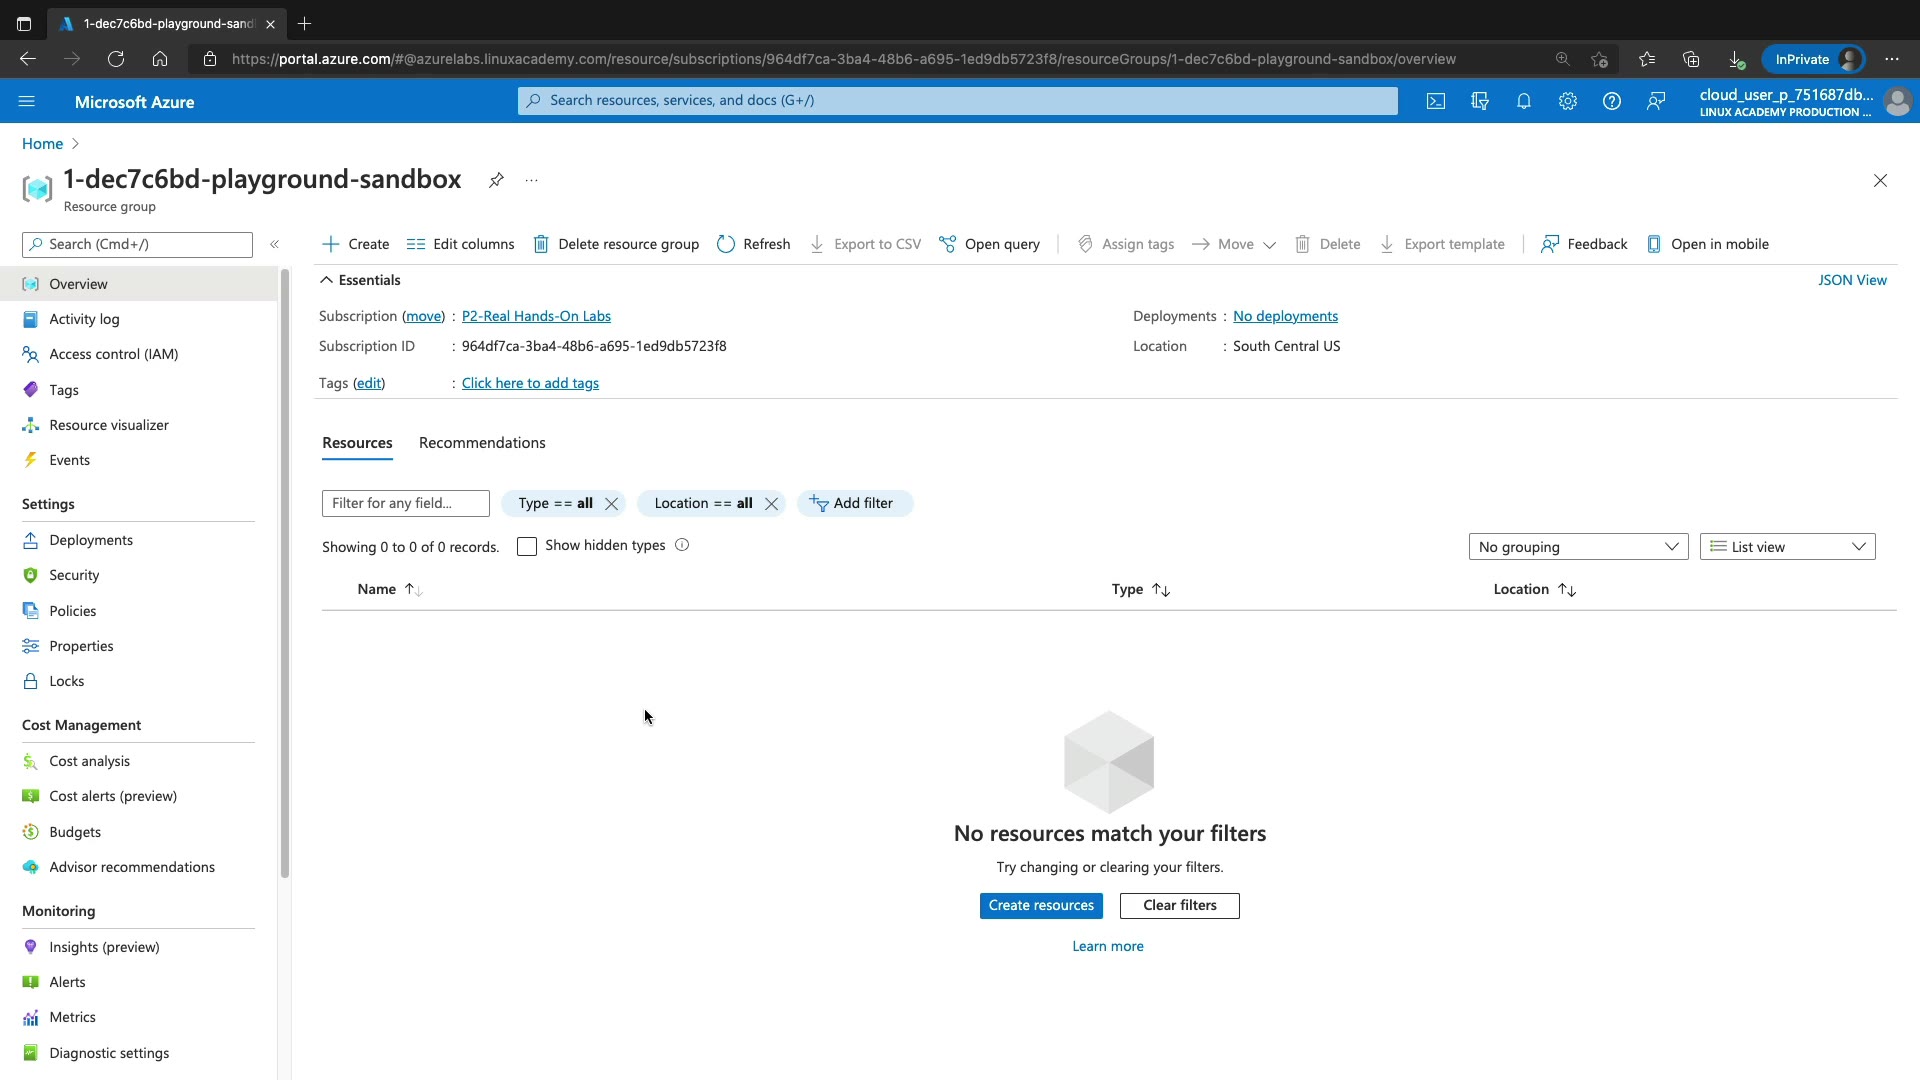 1-dec7c6bd-playground-sand
https://portal.azure.com/#@azurelabs.linuxacademy.com/resource/subscriptions/964df7ca-3ba4-48b6-a695-1ed9db5723f8/resourceGroups/1-dec7c6bd-playground-sandbox/overview
InPrivate
Microsoft Azure
Search resources, services, and docs (G+/)
cloud_user_p_751687db...
LINUX ACADEMY PRODUCTION ...
Home
1-dec7c6bd-playground-sandbox
Resource group
Search (Cmd+/)
Create Edit columns Delete resource group Refresh Export to CSV Open query Assign tags Move Delete Export template Feedback Open in mobile
Overview
Activity log
Access control (IAM)
Tags
Resource visualizer
Events
Settings
Deployments
Security
Policies
Properties
Locks
Cost Management
Cost analysis
Cost alerts (preview)
Budgets
Advisor recommendations
Monitoring
Insights (preview)
Alerts
Metrics
Diagnostic settings
Essentials
JSON View
Subscription (move) : P2-Real Hands-On Labs
Deployments : No deployments
Subscription ID : 964df7ca-3ba4-48b6-a695-1ed9db5723f8
Location : South Central US
Tags (edit) : Click here to add tags
Resources Recommendations
Filter for any field... Type == all Location == all Add filter
Showing 0 to 0 of 0 records. Show hidden types
No grouping List view
Name Type Location
No resources match your filters
Try changing or clearing your filters.
Create resources Clear filters
Learn more